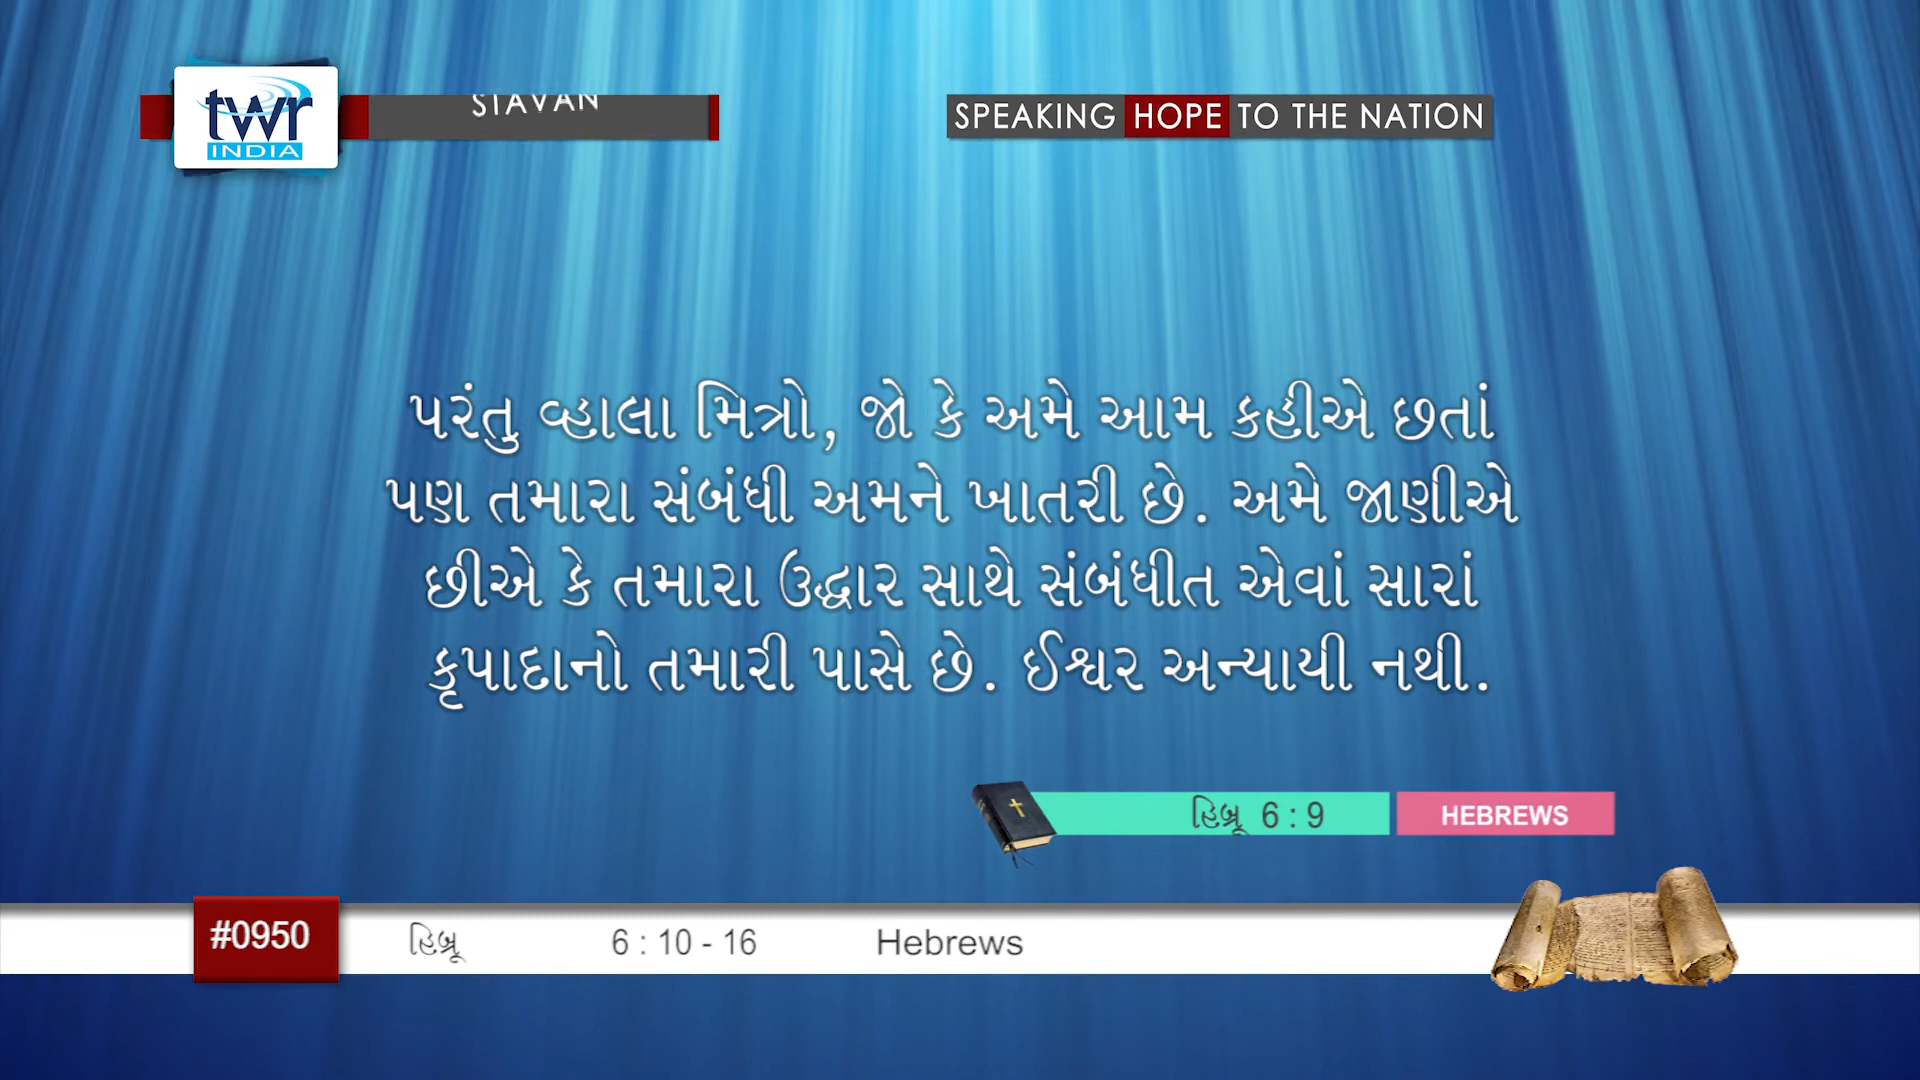 twr
INDIA
STAVAN
SPEAKING HOPE TO THE NATION
પરંતુ વ્હાલા મિત્રો, જો કે અમે આમ કહીએ છતાં
પણ તમારા સંબંધી અમને ખાતરી છે. અમે જાણીએ
છીએ કે તમારા ઉદ્ધાર સાથે સંબંધીત એવાં સારાં
કૃપાદાનો તમારી પાસે છે. ઈશ્વર અન્યાયી નથી.
હિબ્રૂ 6 : 9 HEBREWS
#0950 હિબ્રૂ 6 : 10 - 16 Hebrews